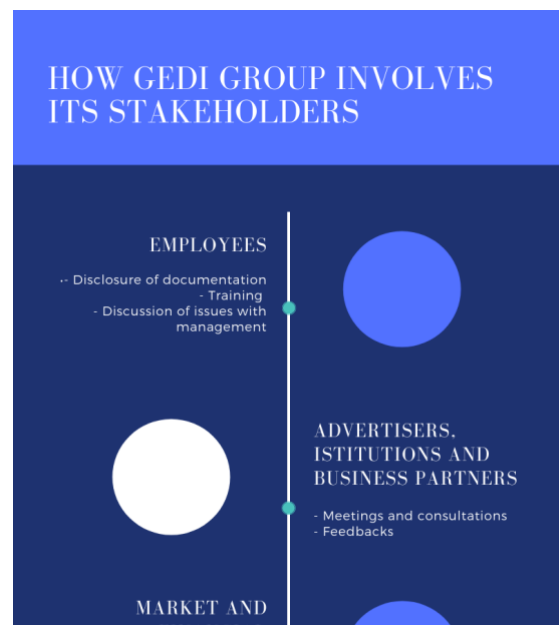 HOW GEDI GROUP INVOLVES
ITS STAKEHOLDERS
EMPLOYEES
-- Disclosure of documentation
- Training
- Discussion of issues with
management
ADVERTISERS,
ISTITUTIONS AND
BUSINESS PARTNERS
- Meetings and consultations
- Feedbacks
MARKET AND